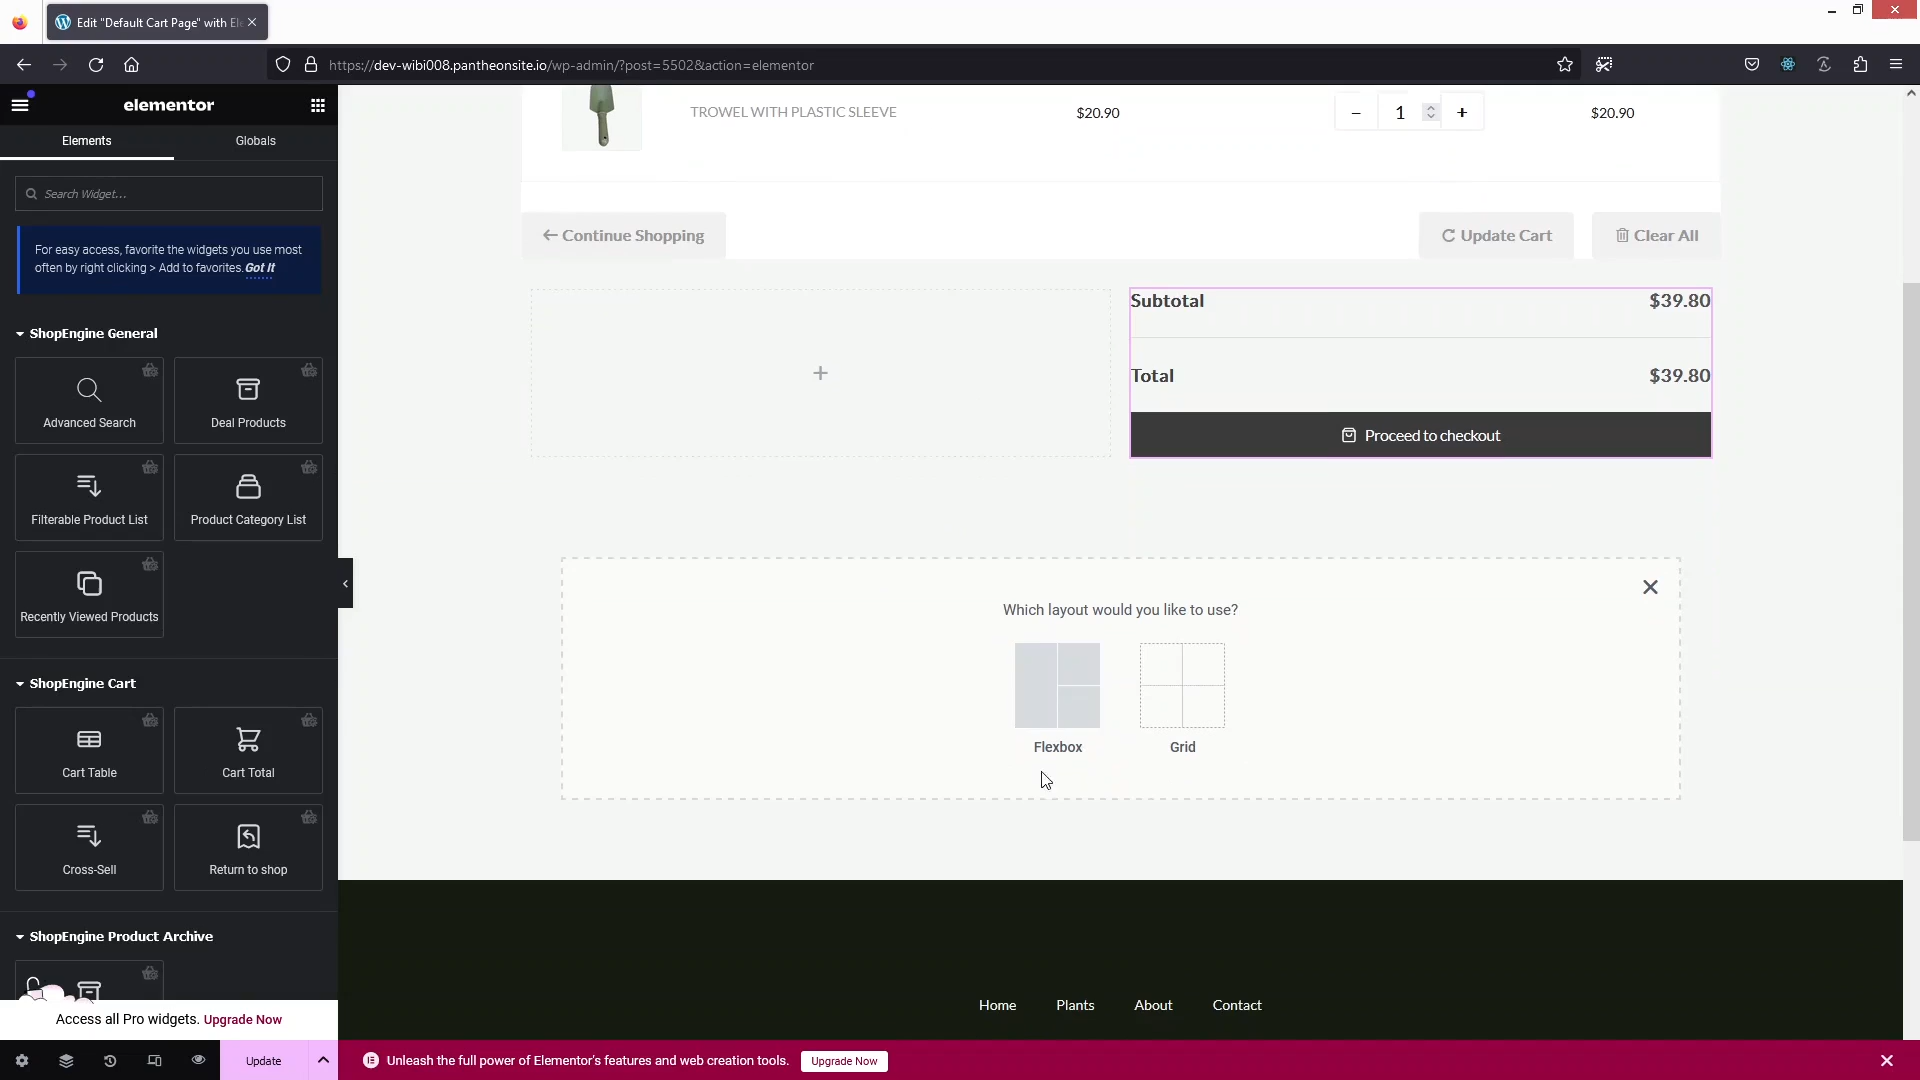 Edit "Default Cart Page" with El
https://dev-wibi008.pantheonsite.io/wp-admin/?post=5502&action=elementor
elementor
Elements
Globals
Search Widget...
For easy access, favorite the widgets you use most
often by right clicking > Add to favorites. Got It
ShopEngine General
Advanced Search
Deal Products
Filterable Product List
Product Category List
Recently Viewed Products
ShopEngine Cart
Cart Table
Cart Total
Cross-Sell
Return to shop
ShopEngine Product Archive
Access all Pro widgets. Upgrade Now
Update
TROWEL WITH PLASTIC SLEEVE
$20.90
− 1 +
$20.90
Continue Shopping
Update Cart
Clear All
Subtotal
$39.80
Total
$39.80
Proceed to checkout
Which layout would you like to use?
Flexbox
Grid
Home
Plants
About
Contact
Unleash the full power of Elementor's features and web creation tools.
Upgrade Now